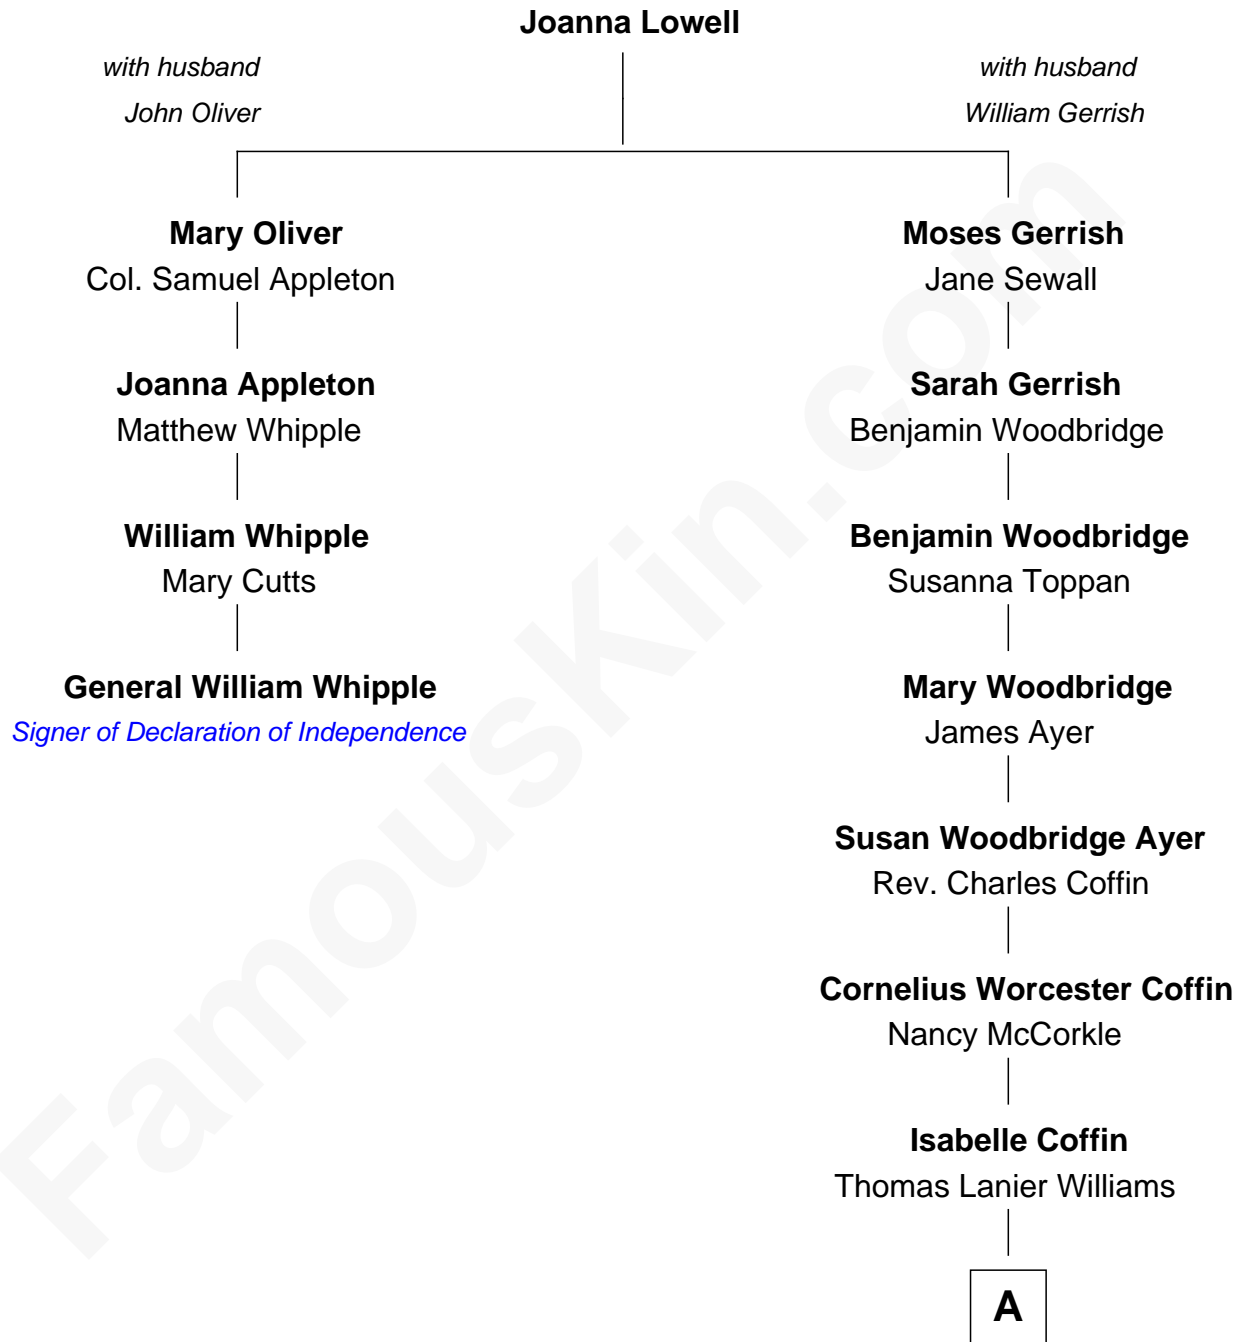 Joanna Lowell
with husband
John Oliver
with husband
William Gerrish
Mary Oliver
Col. Samuel Appleton
Moses Gerrish
Jane Sewall
Joanna Appleton
Matthew Whipple
Sarah Gerrish
Benjamin Woodbridge
William Whipple
Mary Cutts
Benjamin Woodbridge
Susanna Toppan
General William Whipple
Signer of Declaration of Independence
Mary Woodbridge
James Ayer
Susan Woodbridge Ayer
Rev. Charles Coffin
Cornelius Worcester Coffin
Nancy McCorkle
Isabelle Coffin
Thomas Lanier Williams
A
FamousKin.com